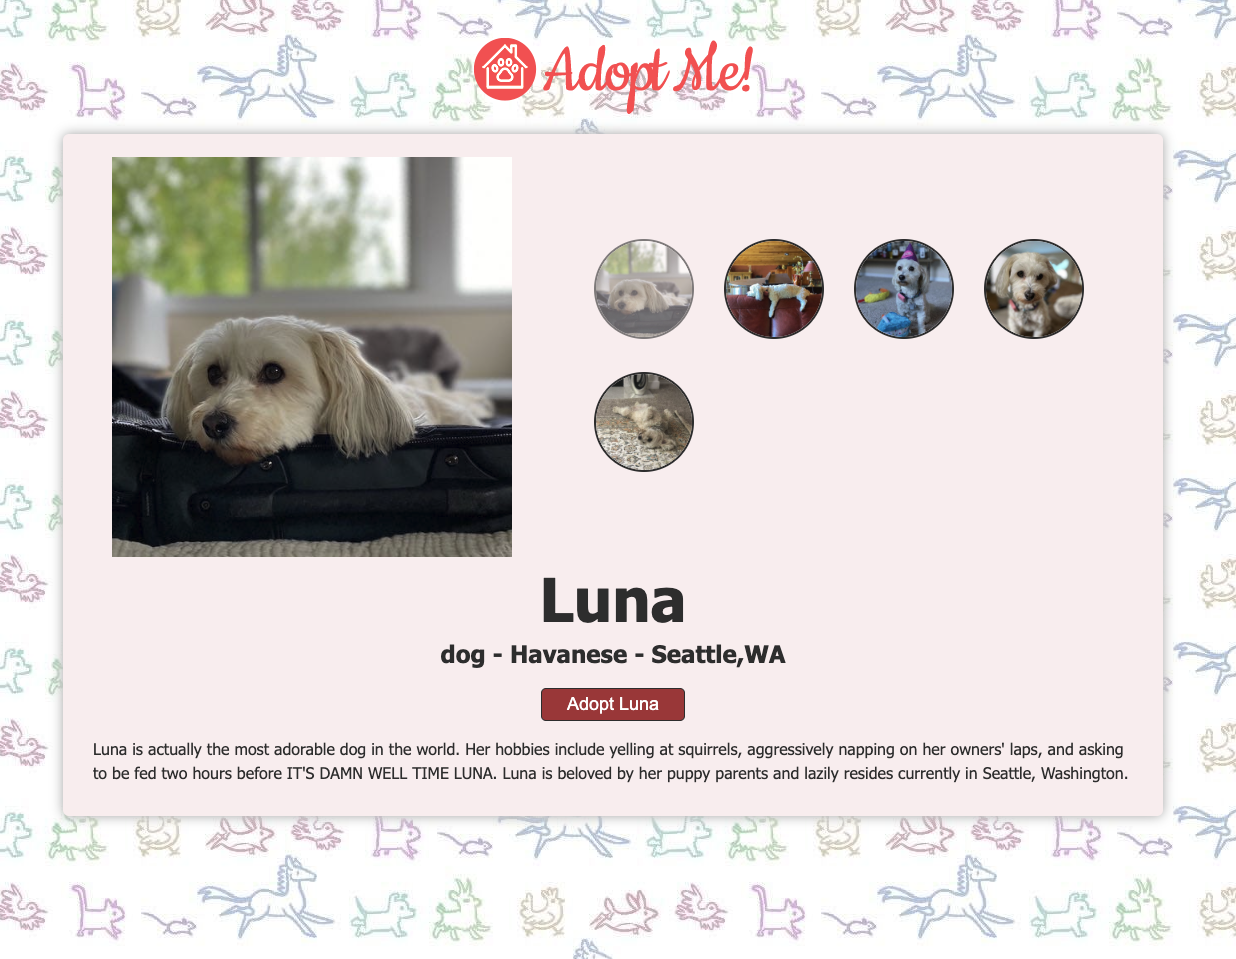 Adopt Me!
Luna
dog - Havanese - Seattle,WA
Adopt Luna
Luna is actually the most adorable dog in the world. Her hobbies include yelling at squirrels, aggressively napping on her owners' laps, and asking
to be fed two hours before IT'S DAMN WELL TIME LUNA. Luna is beloved by her puppy parents and lazily resides currently in Seattle, Washington.